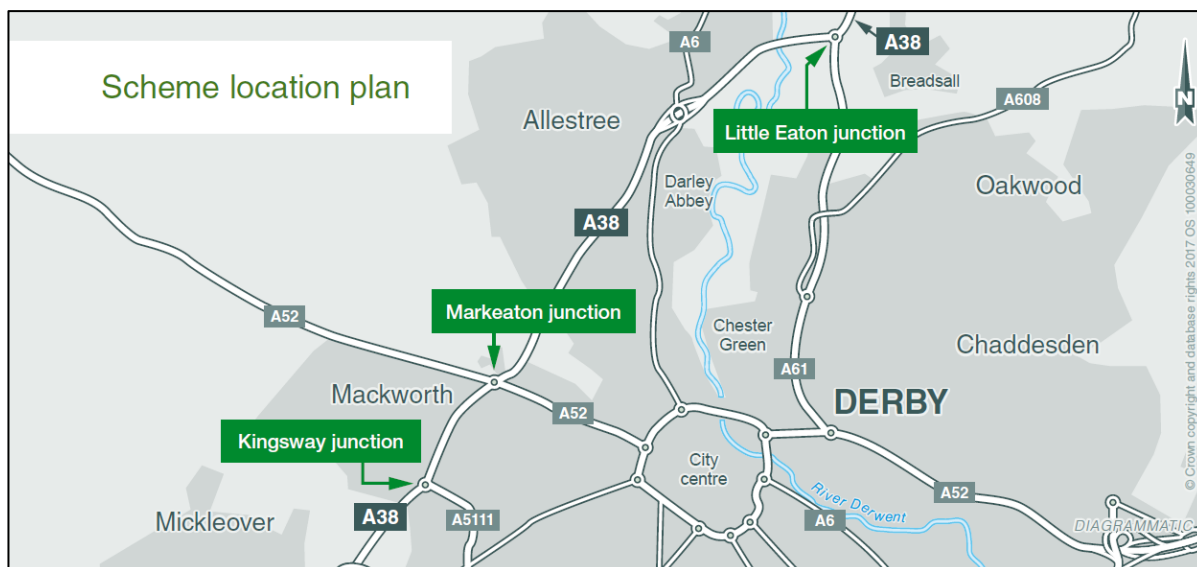 Scheme location plan
A6
A38
Breadsall
A608
N
Allestree
Little Eaton junction
Darley
Abbey
Oakwood
A38
A52
Markeaton junction
Chester
Green
Chaddesden
A61
Mackworth
A52
DERBY
Kingsway junction
City
centre
A52
River Derwent
Mickleover
A38
A5111
A6
DIAGRAMMATIC
© Crown copyright and database rights 2017 OS 100030649